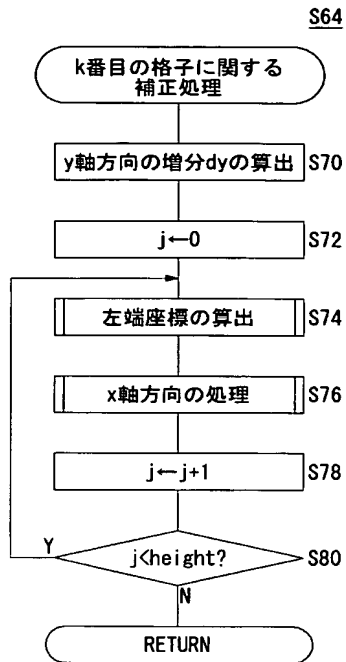 S64
k番目の格子に関する
補正処理
y軸方向の増分dyの算出 S70
j←0 S72
左端座標の算出 S74
x軸方向の処理 S76
j←j+1 S78
Y j<height? S80
N
RETURN